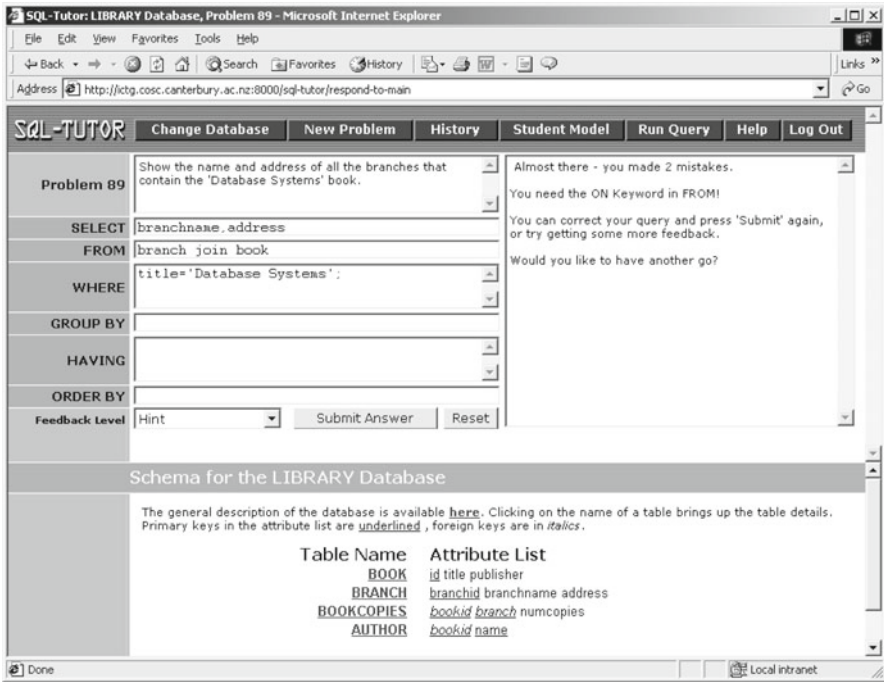 SQL-Tutor: LIBRARY Database, Problem 89 - Microsoft Internet Explorer
File Edit View Favorites Tools Help
Back Search Favorites History Links »
Address http://ictg.cosc.canterbury.ac.nz:8000/sql-tutor/respond-to-main Go
SQL-TUTOR Change Database New Problem History Student Model Run Query Help Log Out
Problem 89
Show the name and address of all the branches that
contain the 'Database Systems' book.
SELECT branchname,address
FROM branch join book
WHERE title='Database Systems';
GROUP BY
HAVING
ORDER BY
Feedback Level Hint Submit Answer Reset
Almost there - you made 2 mistakes.
You need the ON Keyword in FROM!
You can correct your query and press 'Submit' again,
or try getting some more feedback.
Would you like to have another go?
Schema for the LIBRARY Database
The general description of the database is available here. Clicking on the name of a table brings up the table details.
Primary keys in the attribute list are underlined , foreign keys are in italics.
Table Name Attribute List
BOOK id title publisher
BRANCH branchid branchname address
BOOKCOPIES bookid branch numcopies
AUTHOR bookid name
Done Local intranet